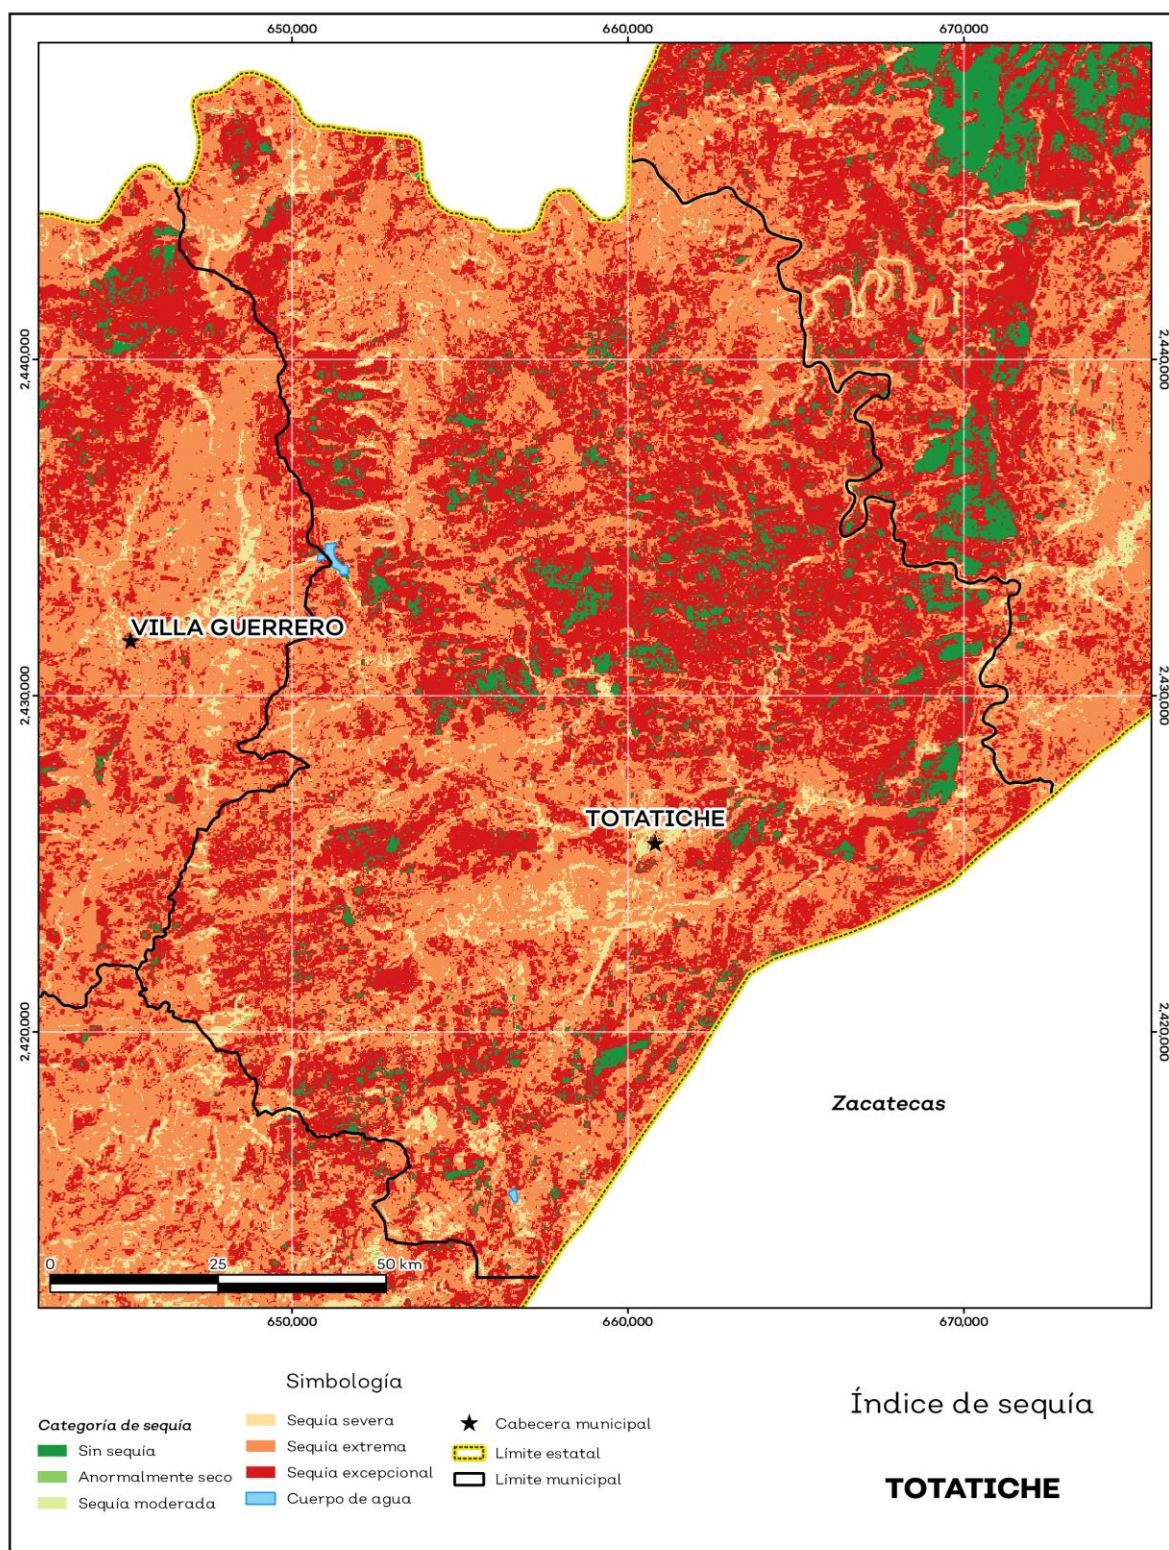 650,000 660,000 670,000
2,440,000 2,440,000
VILLA GUERRERO
2,430,000 2,430,000
TOTATICHE
2,420,000 2,420,000
Zacatecas
0 25 50 km
650,000 660,000 670,000
Simbología
Categoría de sequía
Sin sequía
Anormalmente seco
Sequía moderada
Sequía severa
Sequía extrema
Sequía excepcional
Cuerpo de agua
Cabecera municipal
Límite estatal
Límite municipal
Índice de sequía
TOTATICHE